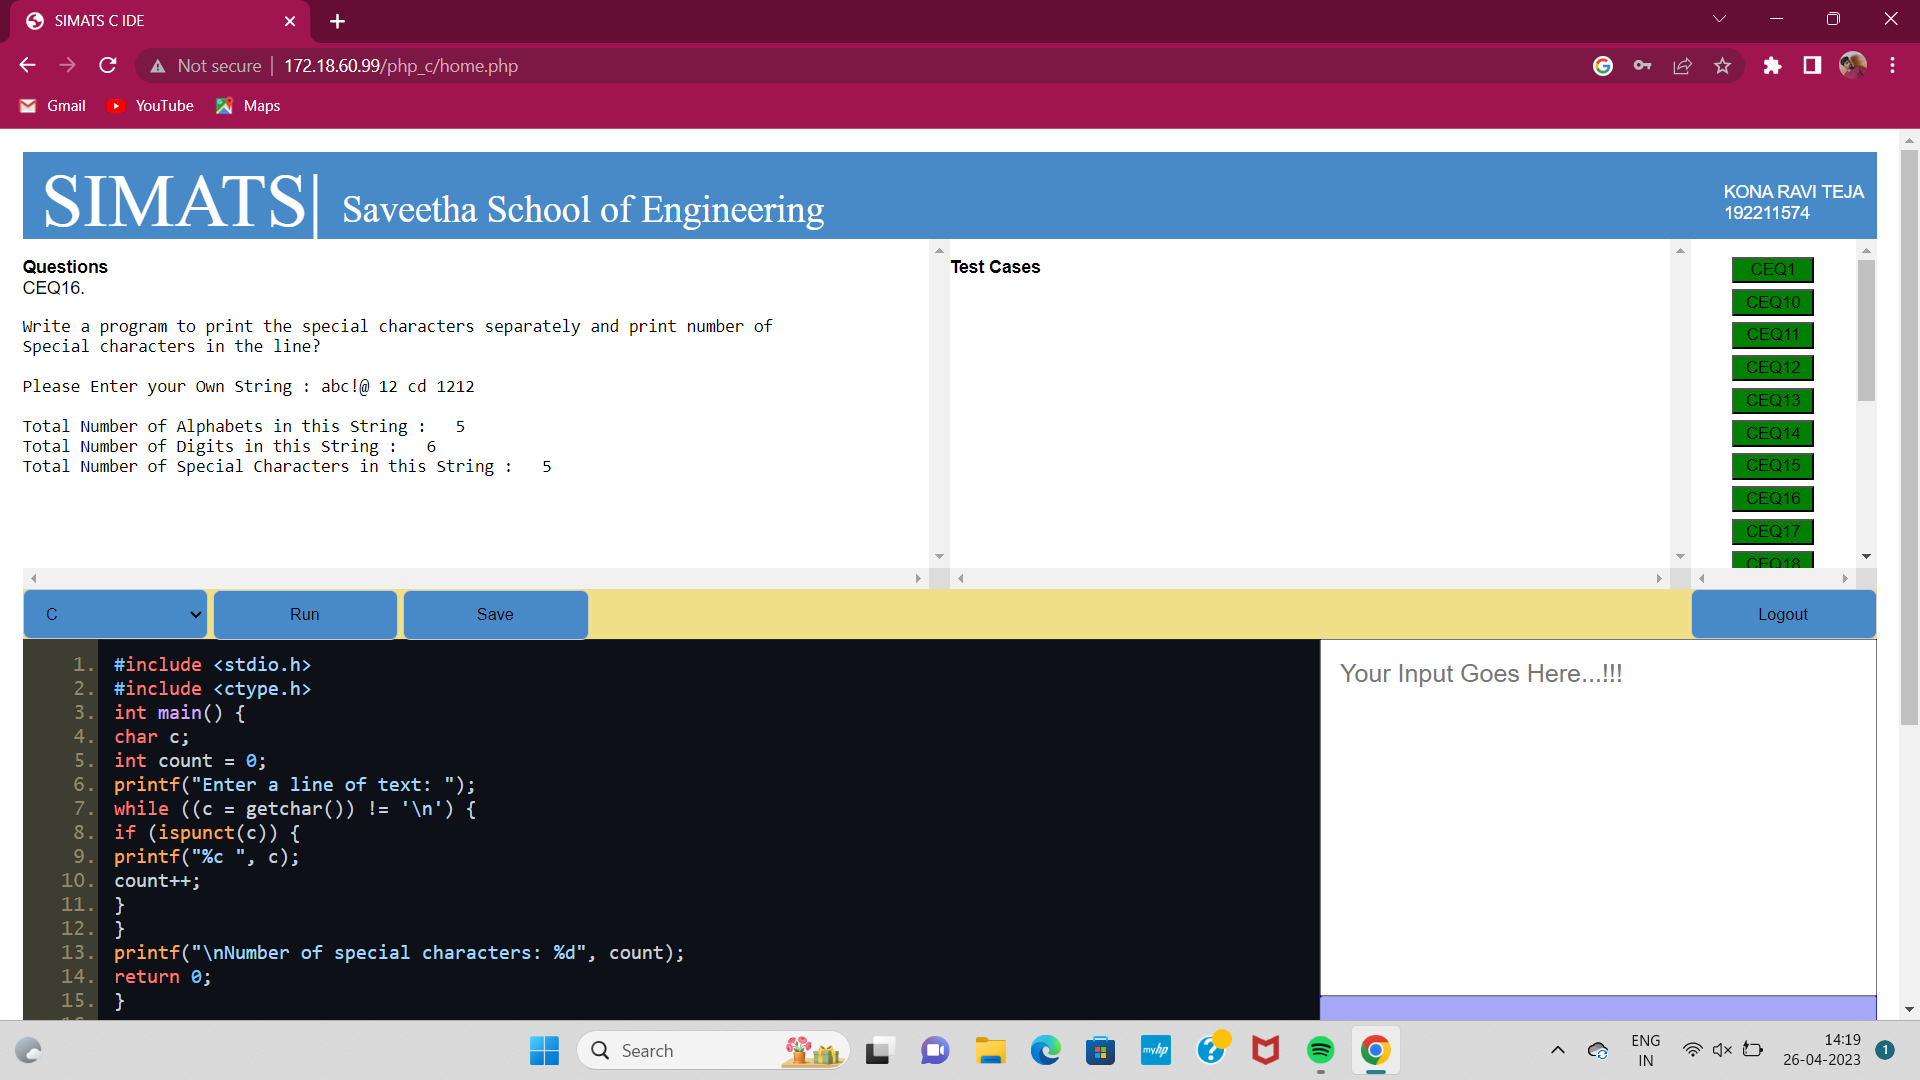 SIMATS C IDE
Not secure | 172.18.60.99/php_c/home.php
Gmail YouTube Maps
SIMATS| Saveetha School of Engineering
KONA RAVI TEJA
192211574
Questions
CEQ16.
Write a program to print the special characters separately and print number of
Special characters in the line?
Please Enter your Own String : abc!@ 12 cd 1212
Total Number of Alphabets in this String :   5
Total Number of Digits in this String :   6
Total Number of Special Characters in this String :   5
Test Cases
CEQ1
CEQ10
CEQ11
CEQ12
CEQ13
CEQ14
CEQ15
CEQ16
CEQ17
CEQ18
C Run Save Logout
1. #include <stdio.h>
2. #include <ctype.h>
3. int main() {
4. char c;
5. int count = 0;
6. printf("Enter a line of text: ");
7. while ((c = getchar()) != '\n') {
8. if (ispunct(c)) {
9. printf("%c ", c);
10. count++;
11. }
12. }
13. printf("\nNumber of special characters: %d", count);
14. return 0;
15. }
Your Input Goes Here...!!!
Search
myhp
ENG
IN
14:19
26-04-2023
1